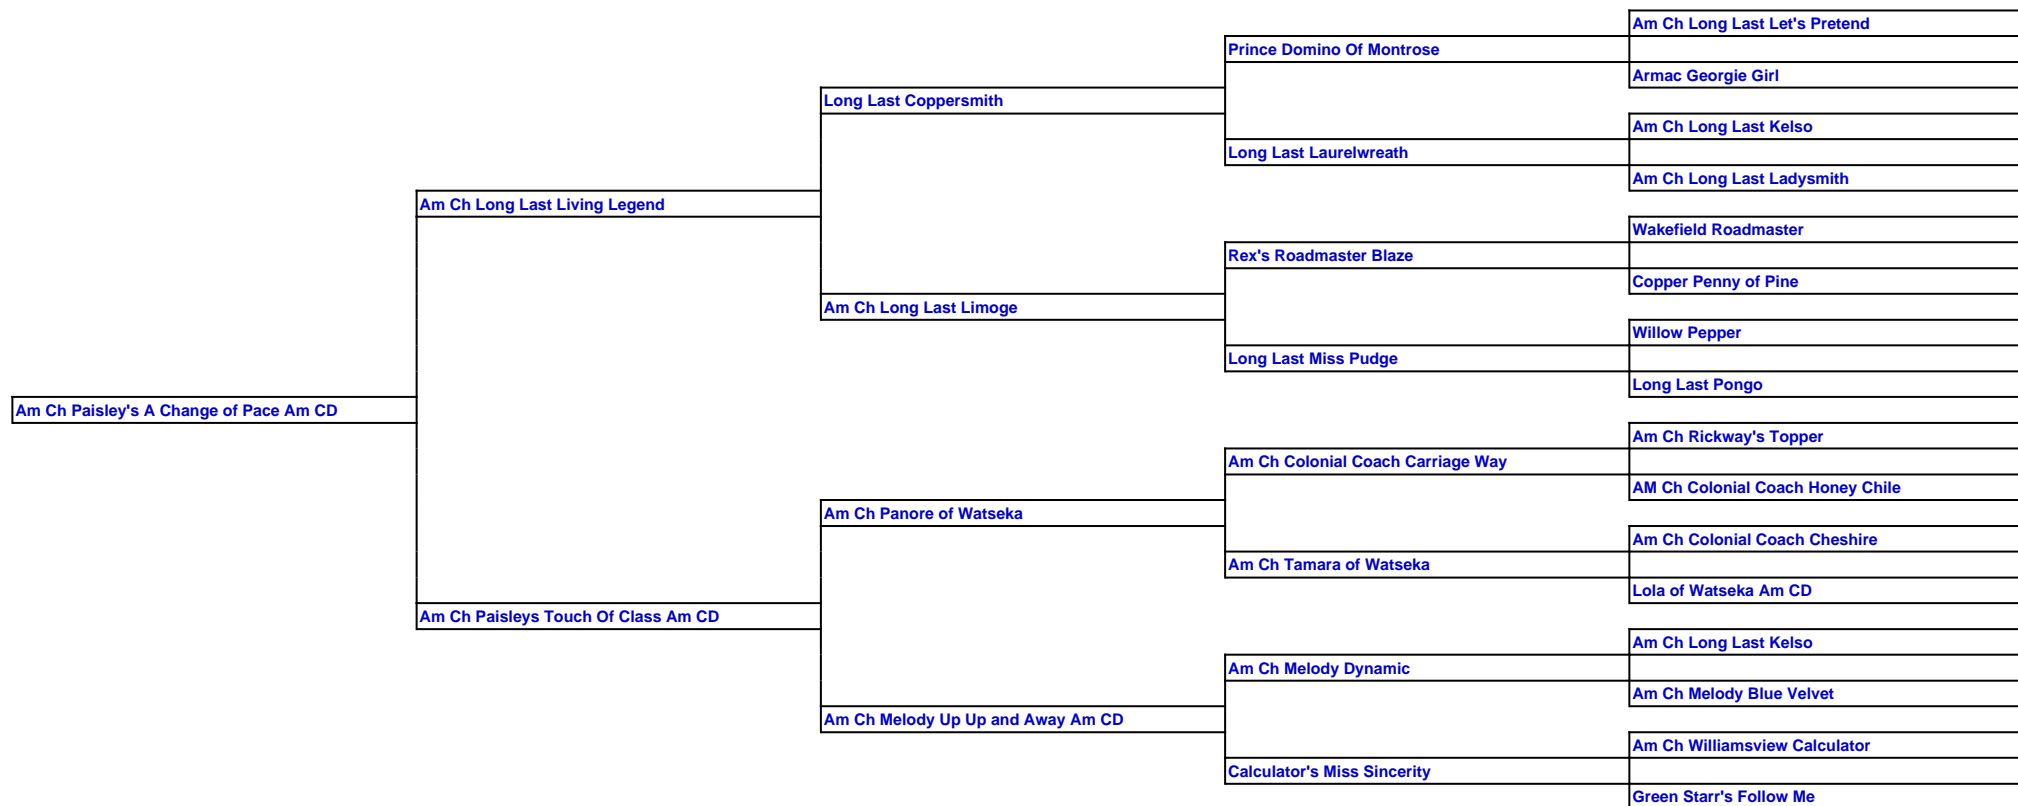 Am Ch Long Last Let's Pretend
Prince Domino Of Montrose
Armac Georgie Girl
Long Last Coppersmith
Am Ch Long Last Kelso
Long Last Laurelwreath
Am Ch Long Last Ladysmith
Am Ch Long Last Living Legend
Wakefield Roadmaster
Rex's Roadmaster Blaze
Copper Penny of Pine
Am Ch Long Last Limoge
Willow Pepper
Long Last Miss Pudge
Long Last Pongo
Am Ch Paisley's A Change of Pace Am CD
Am Ch Rickway's Topper
Am Ch Colonial Coach Carriage Way
AM Ch Colonial Coach Honey Chile
Am Ch Panore of Watseka
Am Ch Colonial Coach Cheshire
Am Ch Tamara of Watseka
Lola of Watseka Am CD
Am Ch Paisleys Touch Of Class Am CD
Am Ch Long Last Kelso
Am Ch Melody Dynamic
Am Ch Melody Blue Velvet
Am Ch Melody Up Up and Away Am CD
Am Ch Williamsview Calculator
Calculator's Miss Sincerity
Green Starr's Follow Me